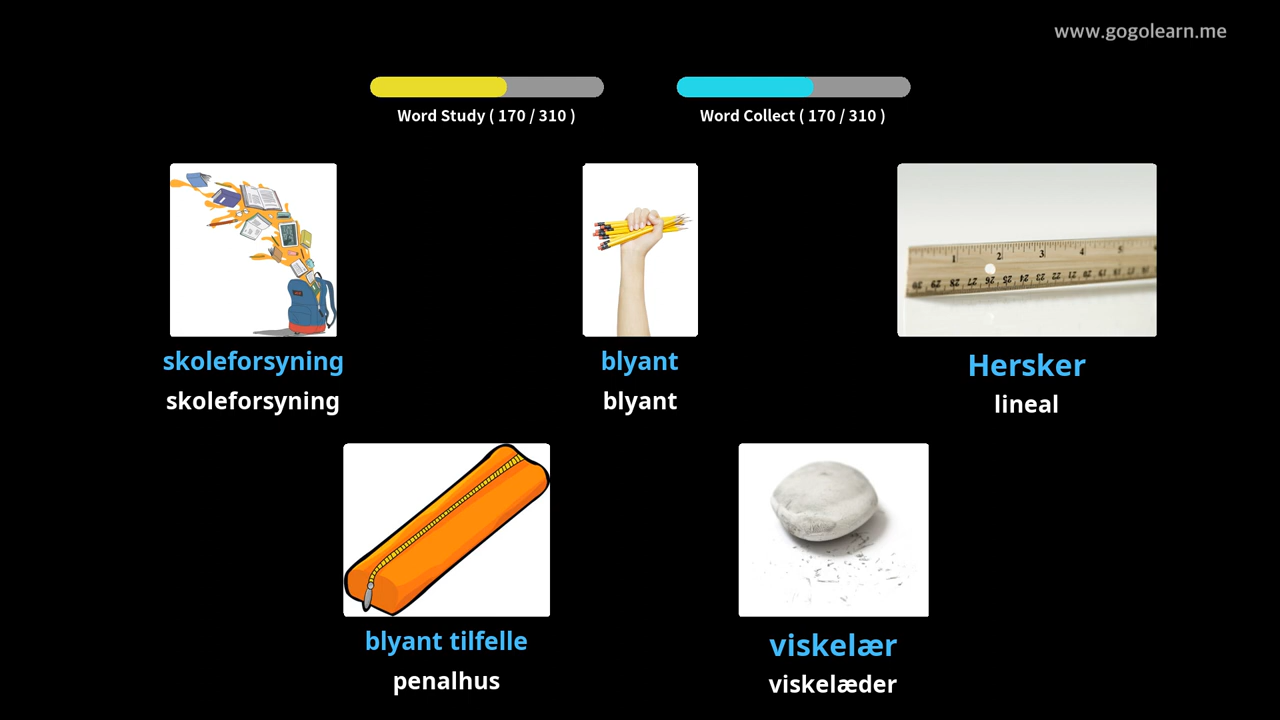 www.gogolearn.me
Word Study ( 170 / 310 )
Word Collect ( 170 / 310 )
skoleforsyning
skoleforsyning
blyant
blyant
Hersker
lineal
blyant tilfelle
penalhus
viskelær
viskelæder